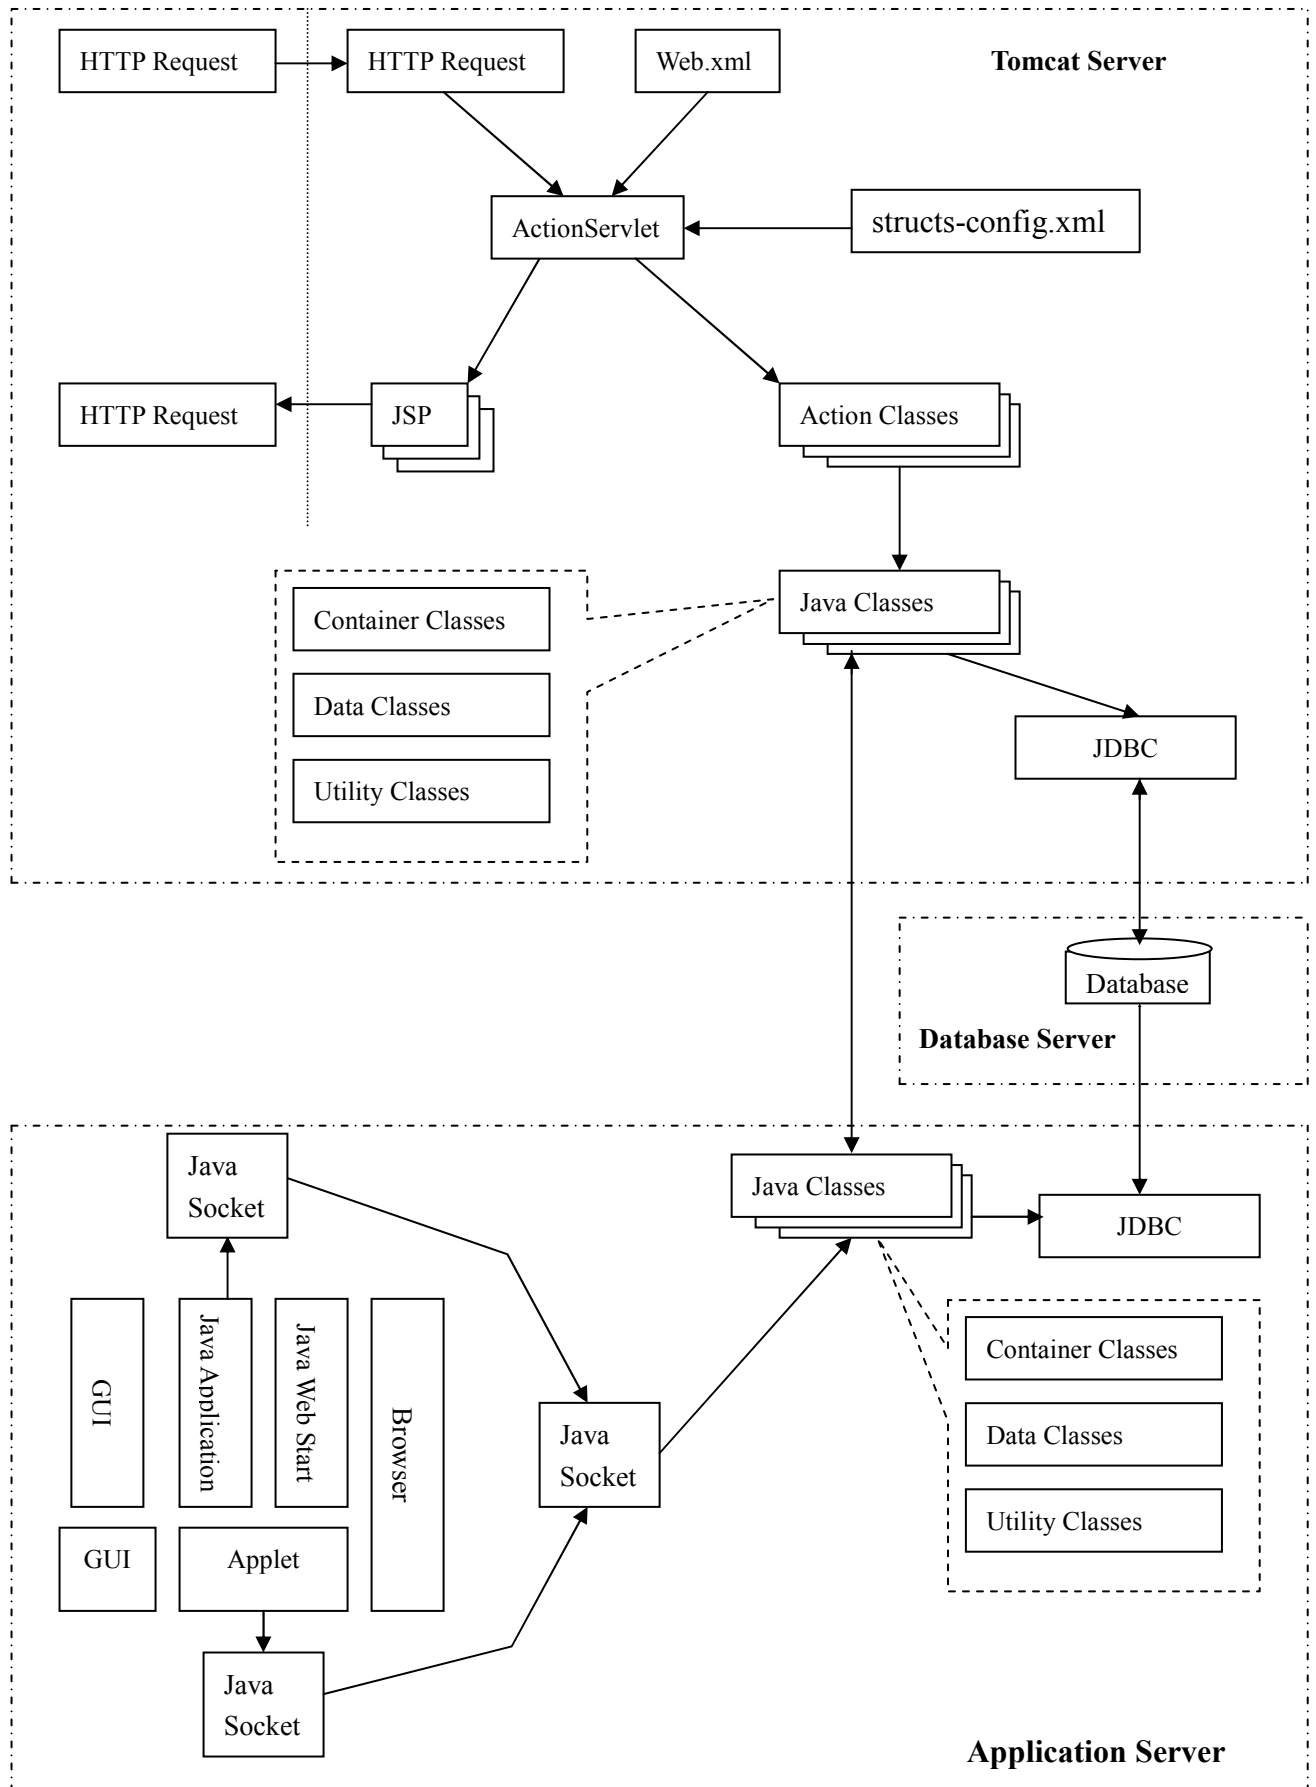 HTTP Request
HTTP Request
Web.xml
Tomcat Server
ActionServlet
structs-config.xml
HTTP Request
JSP
Action Classes
Java Classes
Container Classes
Data Classes
Utility Classes
JDBC
Database
Database Server
Java
Socket
Java Classes
JDBC
GUI
Java Application
Java Web Start
Browser
Container Classes
Data Classes
Utility Classes
Java
Socket
GUI
Applet
Java
Socket
Application Server